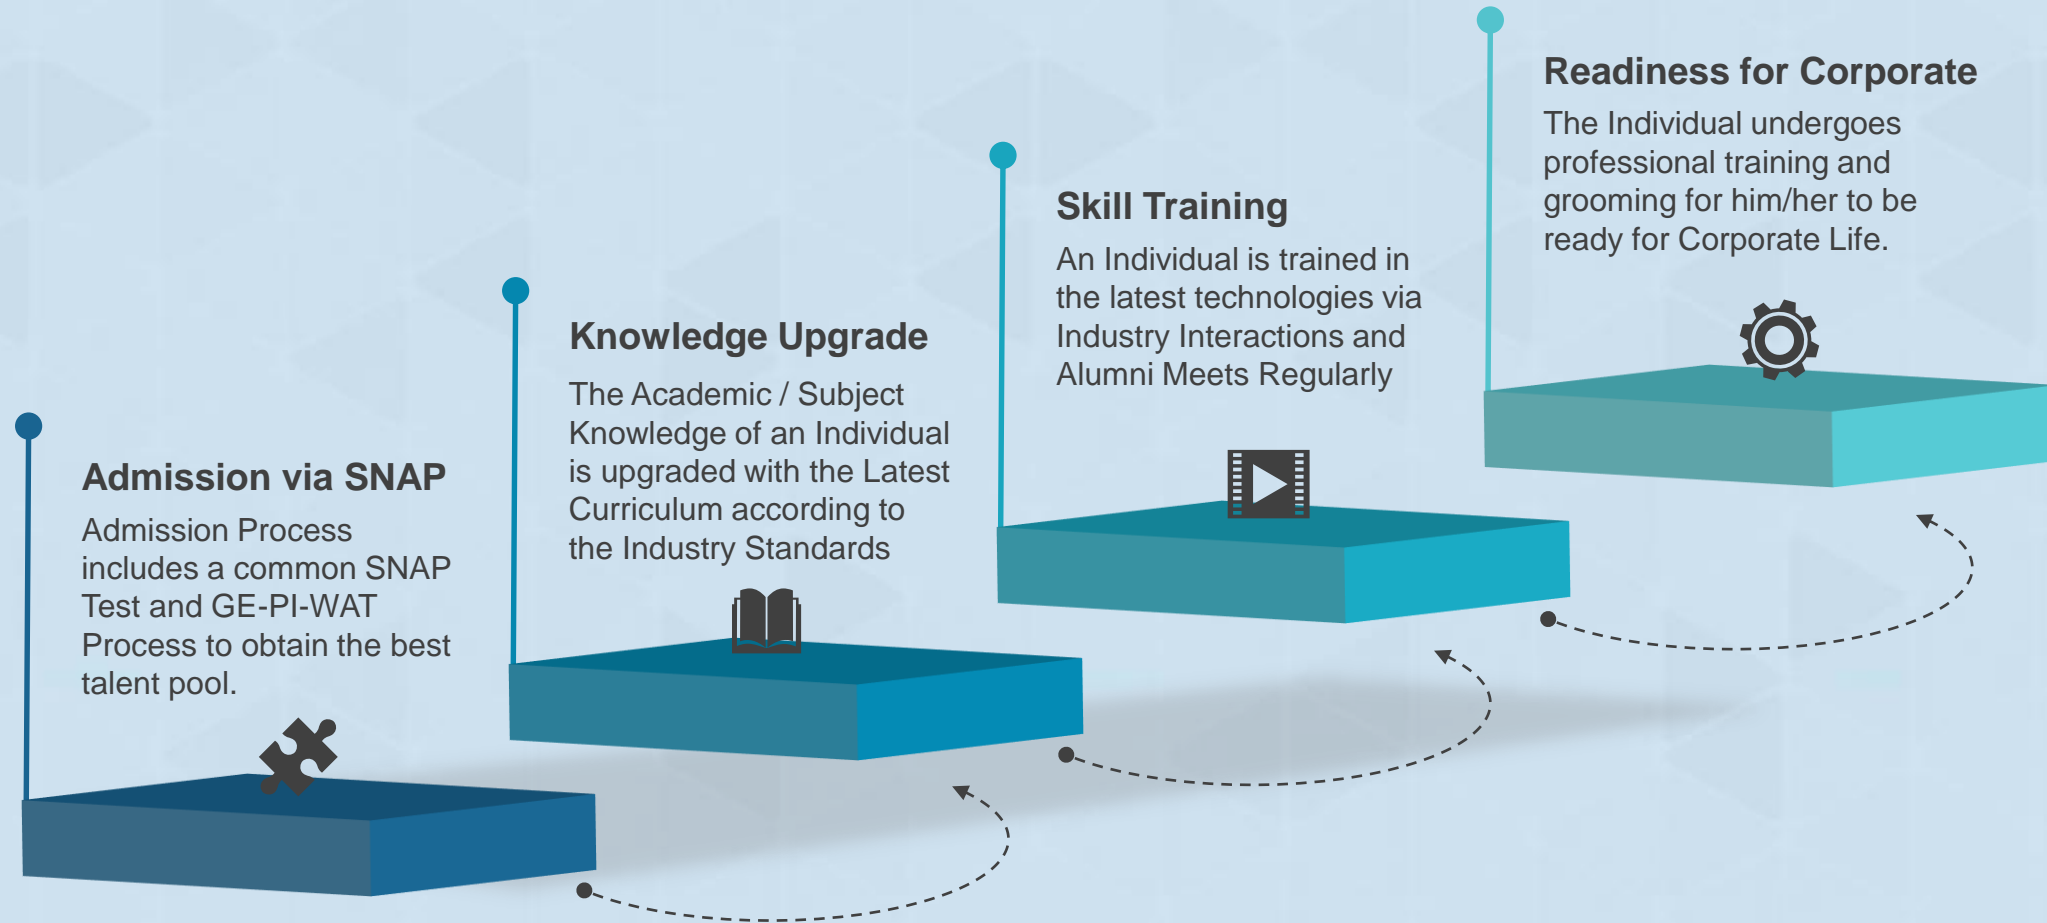 Admission via SNAP
Admission Process
includes a common SNAP
Test and GE-PI-WAT
Process to obtain the best
talent pool.
Knowledge Upgrade
The Academic / Subject
Knowledge of an Individual
is upgraded with the Latest
Curriculum according to
the Industry Standards
Skill Training
An Individual is trained in
the latest technologies via
Industry Interactions and
Alumni Meets Regularly
Readiness for Corporate
The Individual undergoes
professional training and
grooming for him/her to be
ready for Corporate Life.